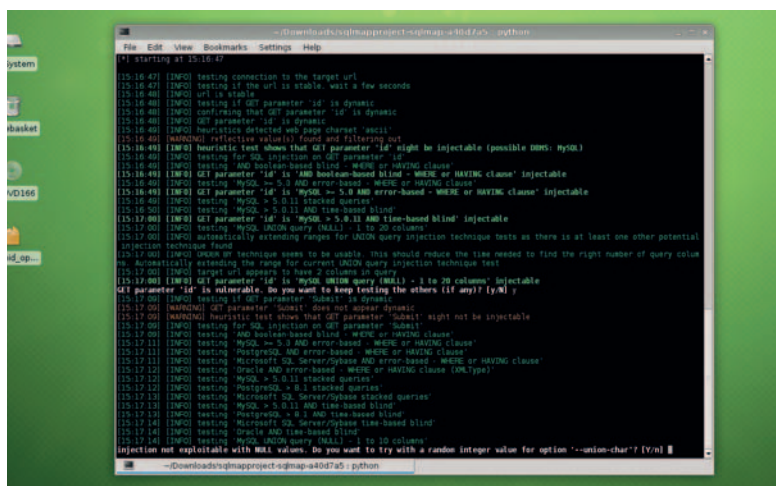 ~/Downloads/sqlmapproject-sqlmap-a40d7a5 : python
File Edit View Bookmarks Settings Help
[*] starting at 15:16:47
[15:16:47] [INFO] testing connection to the target url
[15:16:47] [INFO] testing if the url is stable, wait a few seconds
[15:16:48] [INFO] url is stable
[15:16:48] [INFO] testing if GET parameter 'id' is dynamic
[15:16:48] [INFO] confirming that GET parameter 'id' is dynamic
[15:16:48] [INFO] GET parameter 'id' is dynamic
[15:16:49] [INFO] heuristics detected web page charset 'ascii'
[15:16:49] [WARNING] reflective value(s) found and filtering out
[15:16:49] [INFO] heuristic test shows that GET parameter 'id' might be injectable (possible DBMS: MySQL)
[15:16:49] [INFO] testing for SQL injection on GET parameter 'id'
[15:16:49] [INFO] testing 'AND boolean-based blind - WHERE or HAVING clause'
[15:16:49] [INFO] GET parameter 'id' is 'AND boolean-based blind - WHERE or HAVING clause' injectable
[15:16:49] [INFO] testing 'MySQL >= 5.0 AND error-based - WHERE or HAVING clause'
[15:16:49] [INFO] GET parameter 'id' is 'MySQL >= 5.0 AND error-based - WHERE or HAVING clause' injectable
[15:16:49] [INFO] testing 'MySQL > 5.0.11 stacked queries'
[15:16:50] [INFO] testing 'MySQL > 5.0.11 AND time-based blind'
[15:17:00] [INFO] GET parameter 'id' is 'MySQL > 5.0.11 AND time-based blind' injectable
[15:17:00] [INFO] testing 'MySQL UNION query (NULL) - 1 to 20 columns'
[15:17:00] [INFO] automatically extending ranges for UNION query injection technique tests as there is at least one other potential
injection technique found
[15:17:00] [INFO] ORDER BY technique seems to be usable. This should reduce the time needed to find the right number of query colum
ns. Automatically extending the range for current UNION query injection technique test
[15:17:00] [INFO] target url appears to have 2 columns in query
[15:17:00] [INFO] GET parameter 'id' is 'MySQL UNION query (NULL) - 1 to 20 columns' injectable
GET parameter 'id' is vulnerable. Do you want to keep testing the others (if any)? [y/N] y
[15:17:09] [INFO] testing if GET parameter 'Submit' is dynamic
[15:17:09] [WARNING] GET parameter 'Submit' does not appear dynamic
[15:17:09] [WARNING] heuristic test shows that GET parameter 'Submit' might not be injectable
[15:17:09] [INFO] testing for SQL injection on GET parameter 'Submit'
[15:17:09] [INFO] testing 'AND boolean-based blind - WHERE or HAVING clause'
[15:17:11] [INFO] testing 'MySQL >= 5.0 AND error-based - WHERE or HAVING clause'
[15:17:11] [INFO] testing 'PostgreSQL AND error-based - WHERE or HAVING clause'
[15:17:11] [INFO] testing 'Microsoft SQL Server/Sybase AND error-based - WHERE or HAVING clause'
[15:17:12] [INFO] testing 'Oracle AND error-based - WHERE or HAVING clause (XMLType)'
[15:17:12] [INFO] testing 'MySQL > 5.0.11 stacked queries'
[15:17:12] [INFO] testing 'PostgreSQL > 8.1 stacked queries'
[15:17:12] [INFO] testing 'Microsoft SQL Server/Sybase stacked queries'
[15:17:13] [INFO] testing 'MySQL > 5.0.11 AND time-based blind'
[15:17:13] [INFO] testing 'PostgreSQL > 8.1 AND time-based blind'
[15:17:14] [INFO] testing 'Microsoft SQL Server/Sybase time-based blind'
[15:17:14] [INFO] testing 'Oracle AND time-based blind'
[15:17:14] [INFO] testing 'MySQL UNION query (NULL) - 1 to 10 columns'
injection not exploitable with NULL values. Do you want to try with a random integer value for option '--union-char'? [Y/n]
~/Downloads/sqlmapproject-sqlmap-a40d7a5 : python
ystem
ebasket
VD166
id_op...